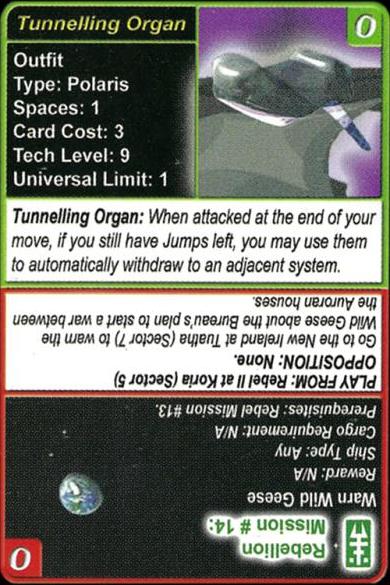 Tunnelling Organ
0
Outfit
Type: Polaris
Spaces: 1
Card Cost: 3
Tech Level: 9
Universal Limit: 1
Tunnelling Organ: When attacked at the end of your
move, if you still have Jumps left, you may use them
to automatically withdraw to an adjacent system.
Rebellion
Mission # 14:
0
Warn Wild Geese
Reward: N/A
Ship Type: Any
Cargo Requirement: N/A
Prerequisites: Rebel Mission #13.
PLAY: FROM: Rebel II at Koria (Sector 5)
OPPOSITION: None.
Go to the New Ireland at Tuatha (Sector 7) to warn the
Wild Geese about the Bureau's plan to start a war between
the Auroran houses.